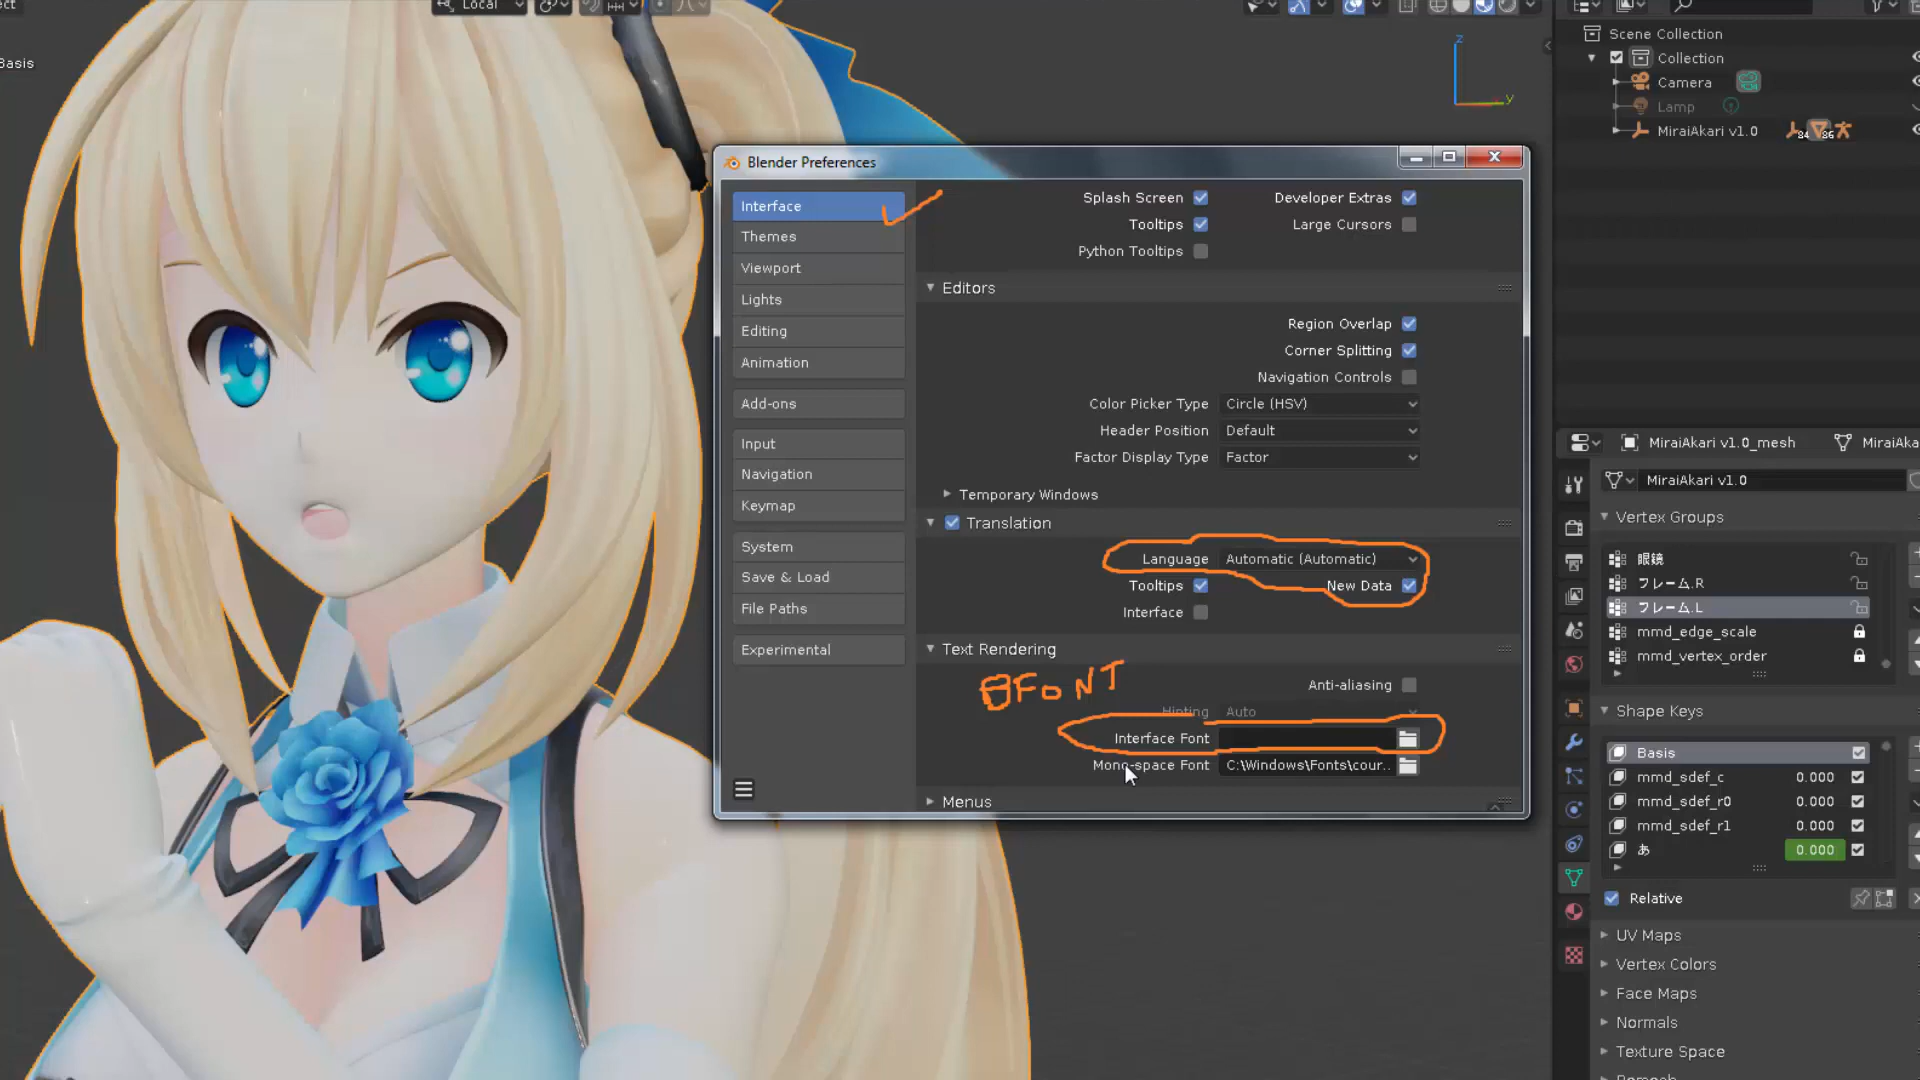 Local
Basis
Scene Collection
Collection
Camera
Lamp
MiraiAkari v1.0
84
86
z
y
Blender Preferences
Interface
Themes
Viewport
Lights
Editing
Animation
Add-ons
Input
Navigation
Keymap
System
Save & Load
File Paths
Experimental
Splash Screen
Developer Extras
Tooltips
Large Cursors
Python Tooltips
Editors
Region Overlap
Corner Splitting
Navigation Controls
Color Picker Type Circle (HSV)
Header Position Default
Factor Display Type Factor
Temporary Windows
Translation
Language Automatic (Automatic)
Tooltips
New Data
Interface
Text Rendering
FONT
Anti-aliasing
Hinting Auto
Interface Font
Mono-space Font C:\Windows\Fonts\cour..
Menus
MiraiAkari v1.0_mesh
MiraiAka
MiraiAkari v1.0
Vertex Groups
眼鏡
フレーム.R
フレーム.L
mmd_edge_scale
mmd_vertex_order
Shape Keys
Basis
mmd_sdef_c 0.000
mmd_sdef_r0 0.000
mmd_sdef_r1 0.000
あ 0.000
Relative
UV Maps
Vertex Colors
Face Maps
Normals
Texture Space